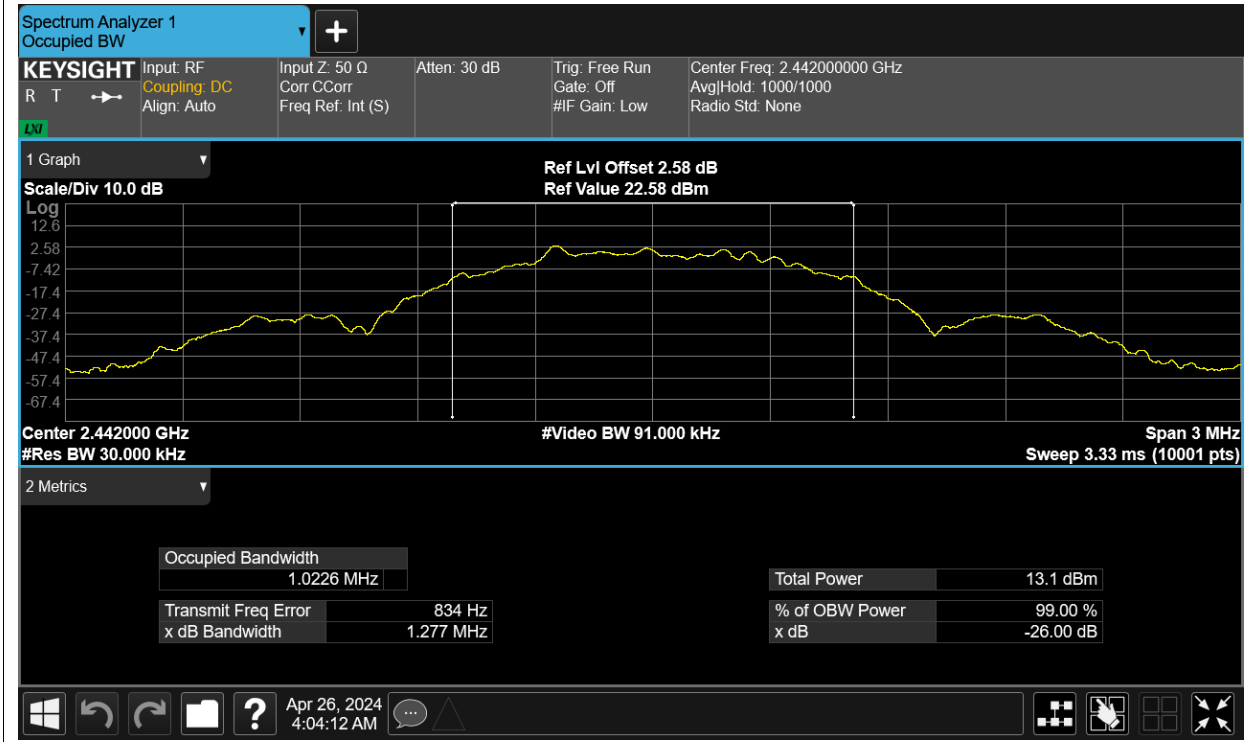 Spectrum Analyzer 1
Occupied BW
KEYSIGHT
R T
LXI
Input: RF
Coupling: DC
Align: Auto
Input Z: 50 Ω
Corr CCorr
Freq Ref: Int (S)
Atten: 30 dB
Trig: Free Run
Gate: Off
#IF Gain: Low
Center Freq: 2.442000000 GHz
Avg|Hold: 1000/1000
Radio Std: None
1 Graph
Scale/Div 10.0 dB
Ref Lvl Offset 2.58 dB
Ref Value 22.58 dBm
Log
12.6
2.58
-7.42
-17.4
-27.4
-37.4
-47.4
-57.4
-67.4
Center 2.442000 GHz
#Video BW 91.000 kHz
Span 3 MHz
#Res BW 30.000 kHz
Sweep 3.33 ms (10001 pts)
2 Metrics
Occupied Bandwidth
1.0226 MHz
Total Power 13.1 dBm
Transmit Freq Error 834 Hz
% of OBW Power 99.00 %
x dB Bandwidth 1.277 MHz
x dB -26.00 dB
?
Apr 26, 2024
4:04:12 AM